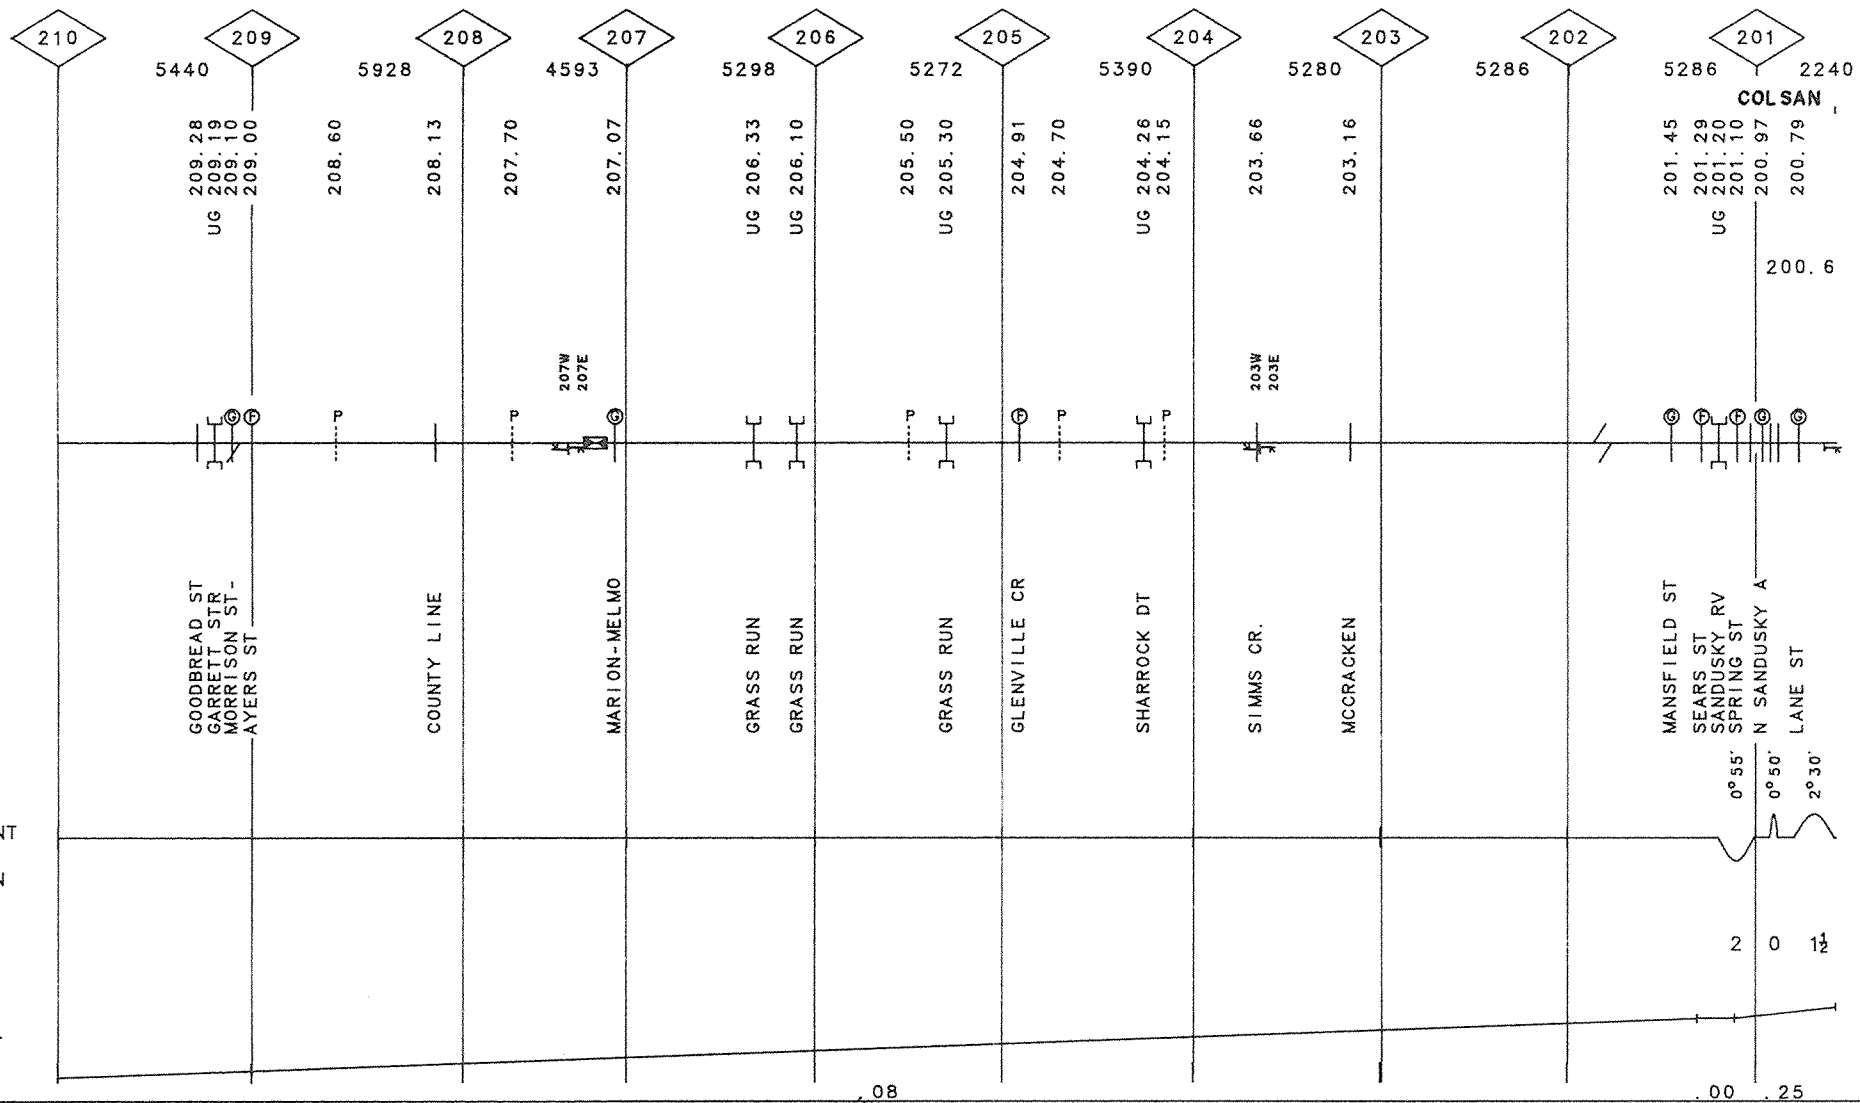 210 209 208 207 206 205 204 203 202 201
5440 5928 4593 5298 5272 5390 5280 5286 5286 2240
COLSAN
209.28
UG 209.19
209.10
209.00
208.60
208.13
207.70
207.07
UG 206.33
UG 206.10
205.50
UG 205.30
204.91
204.70
UG 204.26
204.15
203.66
203.16
201.45
201.29
UG 201.20
201.10
200.97
200.79
200.6
207W
207E
203W
203E
G F P P G P F P P G F F G G
GOODBREAD ST
GARRETT STR
MORRISON ST-
AYERS ST
COUNTY LINE
MARION-MELMO
GRASS RUN
GRASS RUN
GRASS RUN
GLENVILLE CR
SHARROCK DT
SIMMS CR.
MCCRACKEN
MANSFIELD ST
SEARS ST
SANDUSKY RV
SPRING ST
N SANDUSKY A
LANE ST
0°55'
0°50'
2°30'
NT
N
2 0 1½
.08 .00 .25